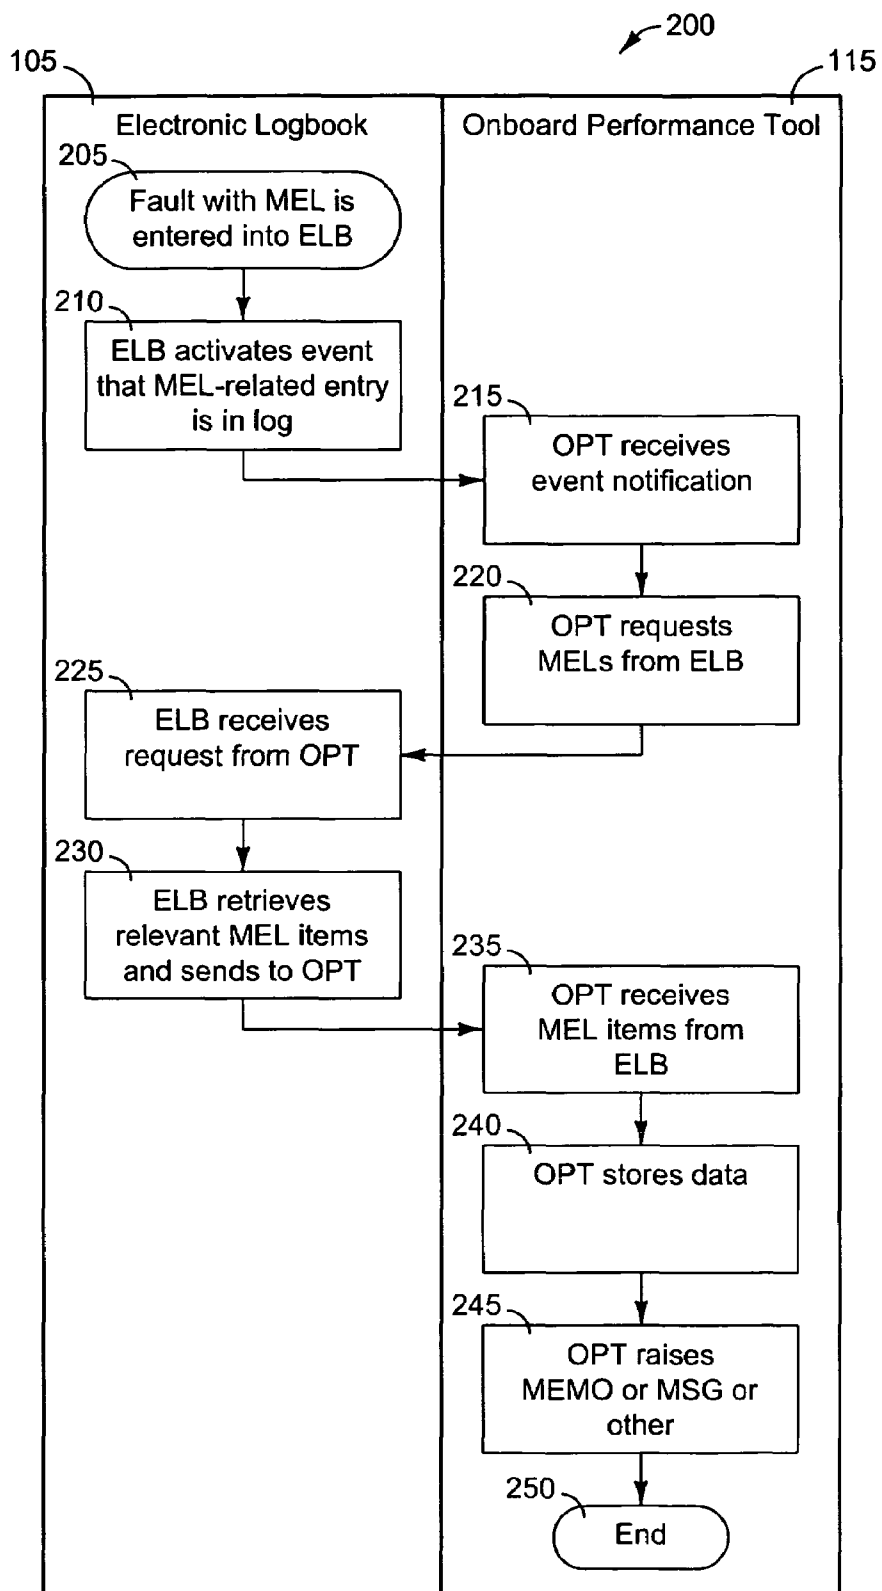 200
105
115
Electronic Logbook
Onboard Performance Tool
205
Fault with MEL is
entered into ELB
210
ELB activates event
that MEL-related entry
is in log
215
OPT receives
event notification
220
OPT requests
MELs from ELB
225
ELB receives
request from OPT
230
ELB retrieves
relevant MEL items
and sends to OPT
235
OPT receives
MEL items from
ELB
240
OPT stores data
245
OPT raises
MEMO or MSG or
other
250
End